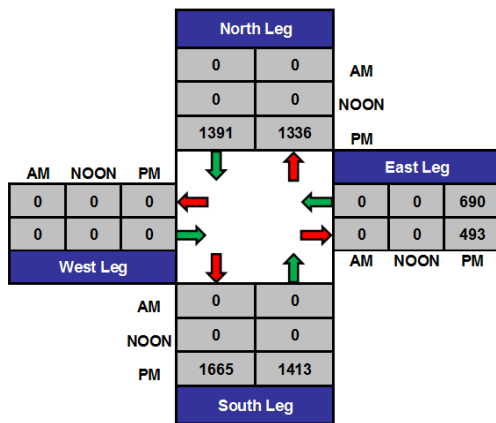 North Leg
0 0 AM
0 0 NOON
1391 1336 PM
AM NOON PM
East Leg
0 0 0
0 0 690
0 0 0
0 0 493
West Leg
AM NOON PM
AM 0 0
NOON 0 0
PM 1665 1413
South Leg